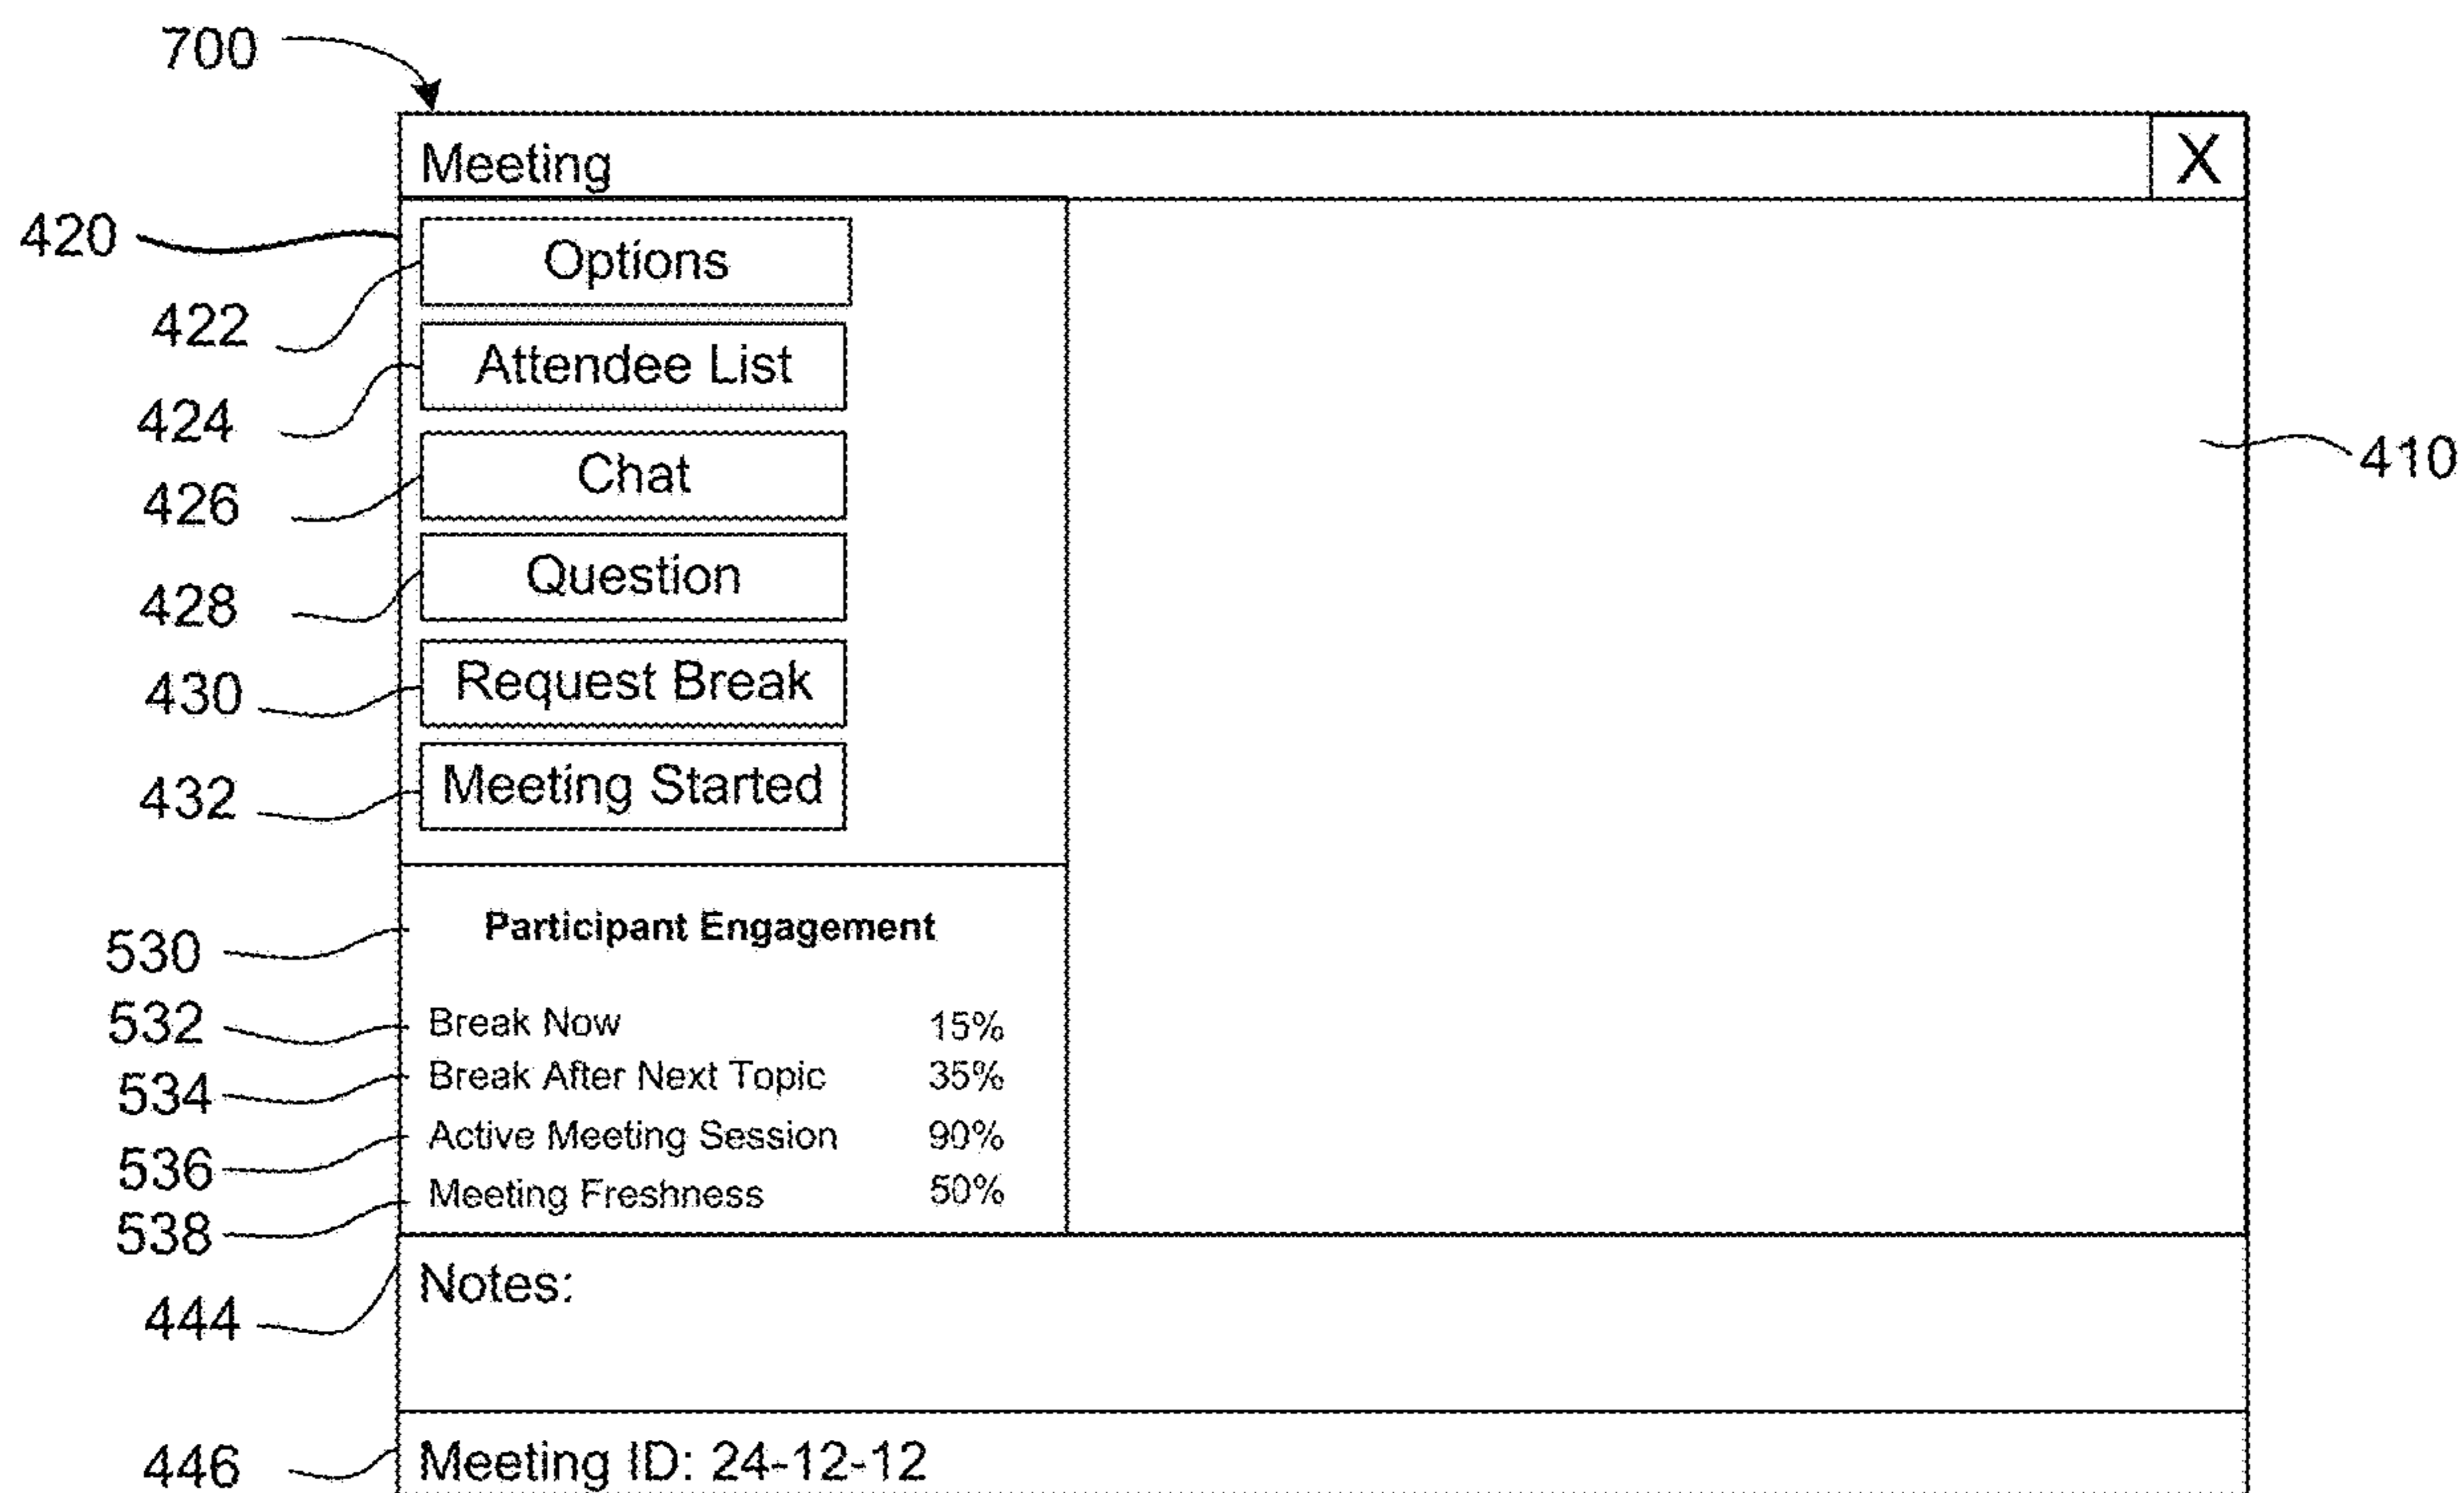 700
Meeting X
420 Options
422
Attendee List
424
Chat
410
426
Question
428
Request Break
430
Meeting Started
432
Participant Engagement
530
532 Break Now 15%
534 Break After Next Topic 35%
536 Active Meeting Session 90%
538 Meeting Freshness 50%
Notes:
444
446 Meeting ID: 24-12-12